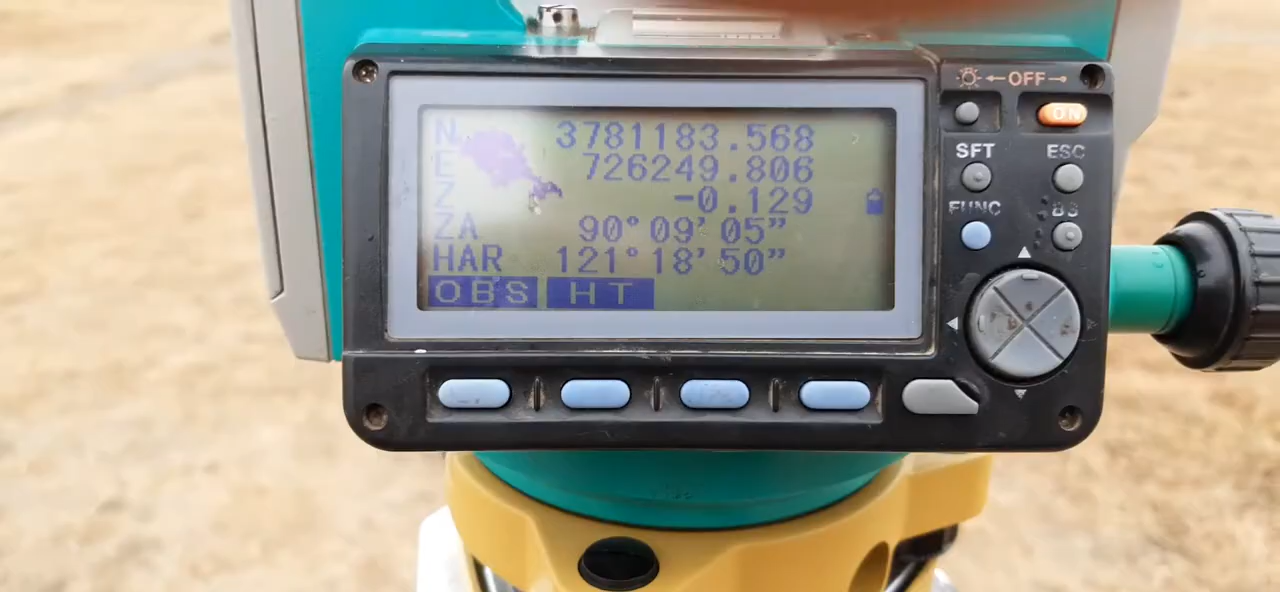 N 3781183.568
E 726249.806
Z -0.129
ZA 90°09'05"
HAR 121°18'50"
OBS HT
←OFF→
ON
SFT ESC
FUNC BS